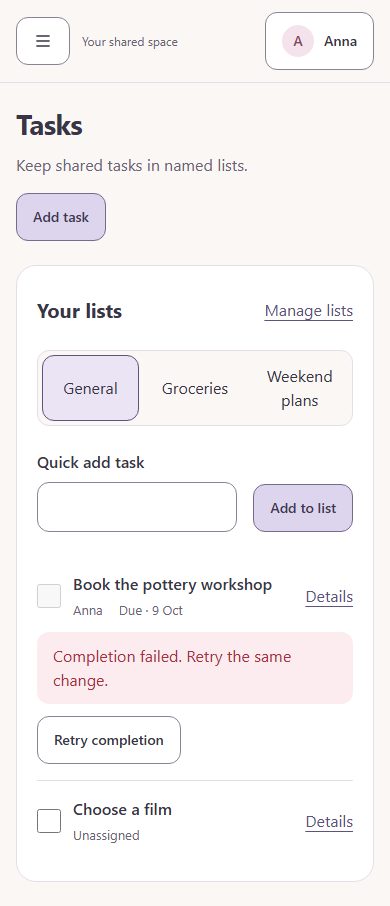 Your shared space
A
Anna
Tasks
Keep shared tasks in named lists.
Add task
Your lists
Manage lists
General
Groceries
Weekend
plans
Quick add task
Add to list
Book the pottery workshop
Anna
Due · 9 Oct
Details
Completion failed. Retry the same
change.
Retry completion
Choose a film
Unassigned
Details